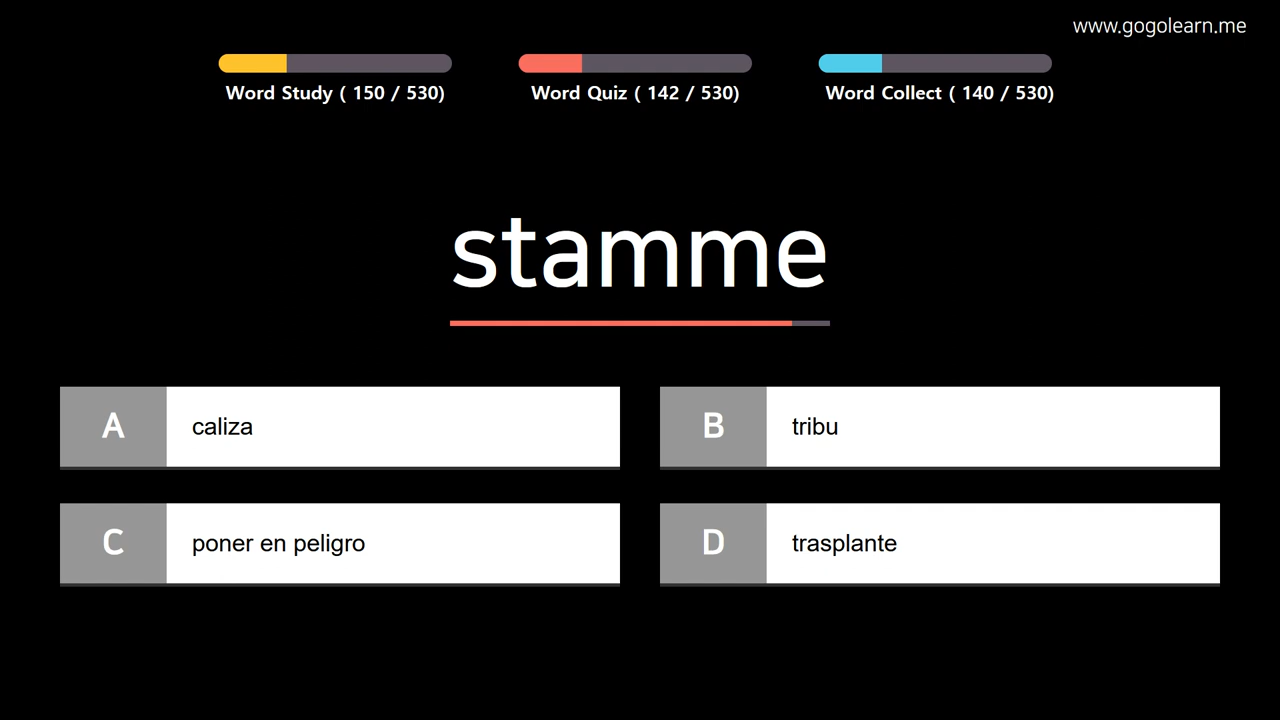 www.gogolearn.me
Word Study ( 150 / 530)
Word Quiz ( 142 / 530)
Word Collect ( 140 / 530)
stamme
A caliza
B tribu
C poner en peligro
D trasplante